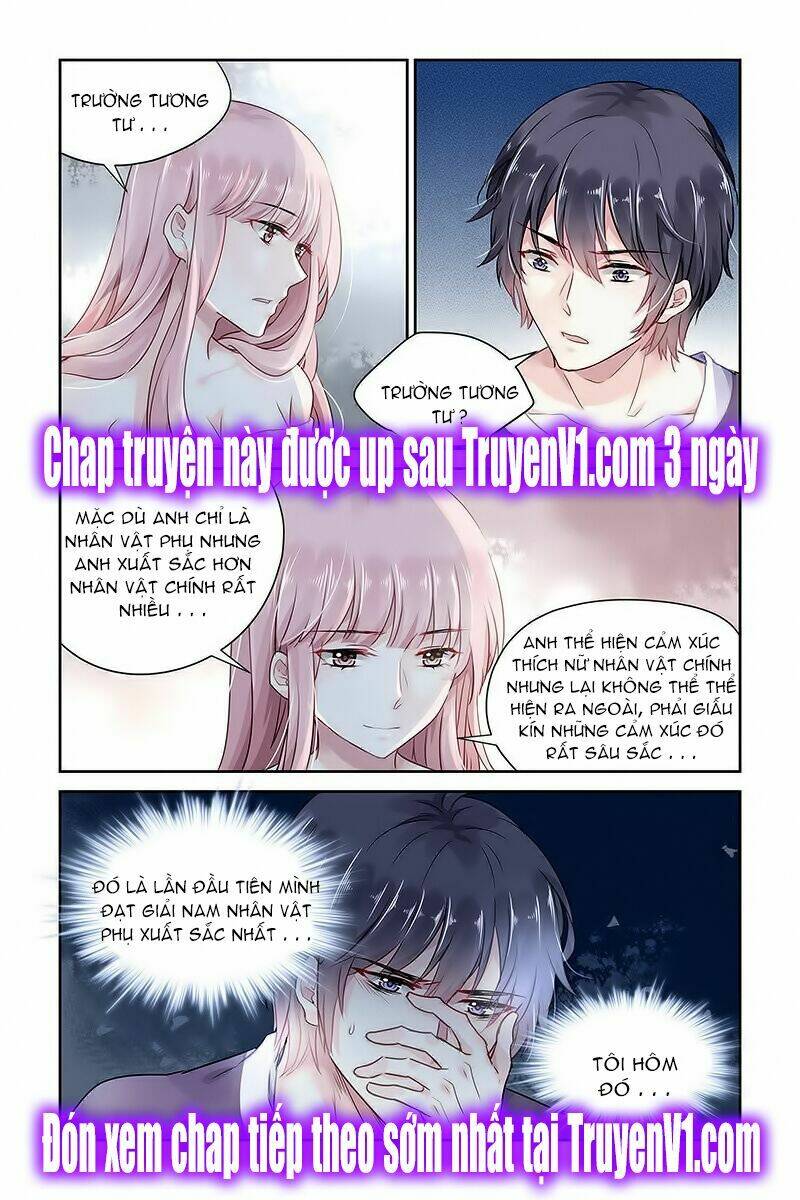 TRƯỜNG TƯƠNG
TƯ . . .
TRƯỜNG TƯƠNG
TƯ ?
Chap truyện này được up sau TruyenV1.com 3 ngày
MẶC DÙ ANH CHỈ LÀ
NHÂN VẬT PHỤ NHƯNG
ANH XUẤT SẮC HƠN
NHÂN VẬT CHÍNH RẤT
NHIỀU . . .
ANH THỂ HIỆN CẢM XÚC
THÍCH NỮ NHÂN VẬT CHÍNH
NHƯNG LẠI KHÔNG THỂ THỂ
HIỆN RA NGOÀI, PHẢI GIẤU
KÍN NHỮNG CẢM XÚC ĐÓ
RẤT SÂU SẮC . . .
ĐÓ LÀ LẦN ĐẦU TIÊN MÌNH
ĐẠT GIẢI NAM NHÂN VẬT
PHỤ XUẤT SẮC NHẤT . . .
TÔI HÔM
ĐÓ . . .
Đón xem chap tiếp theo sớm nhất tại TruyenV1.com